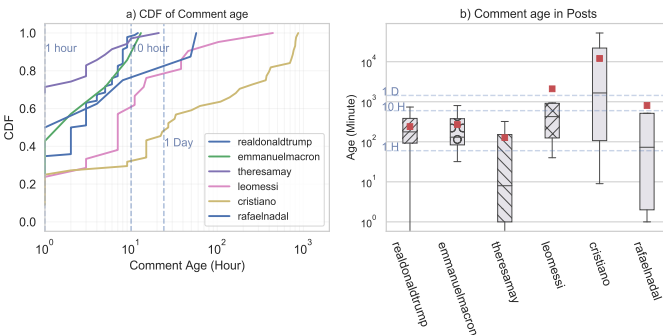 a) CDF of Comment age
CDF
1.0
0.8
0.6
0.4
0.2
0.0
1 hour
10 hour
1 Day
realdonaldtrump
emmanuelmacron
theresamay
leomessi
cristiano
rafaelnadal
10^0
10^1
10^2
10^3
Comment Age (Hour)
b) Comment age in Posts
Age (Minute)
10^4
10^3
10^2
10^1
10^0
1 D
10 H
1 H
realdonaldtrump
emmanuelmacron
theresamay
leomessi
cristiano
rafaelnadal